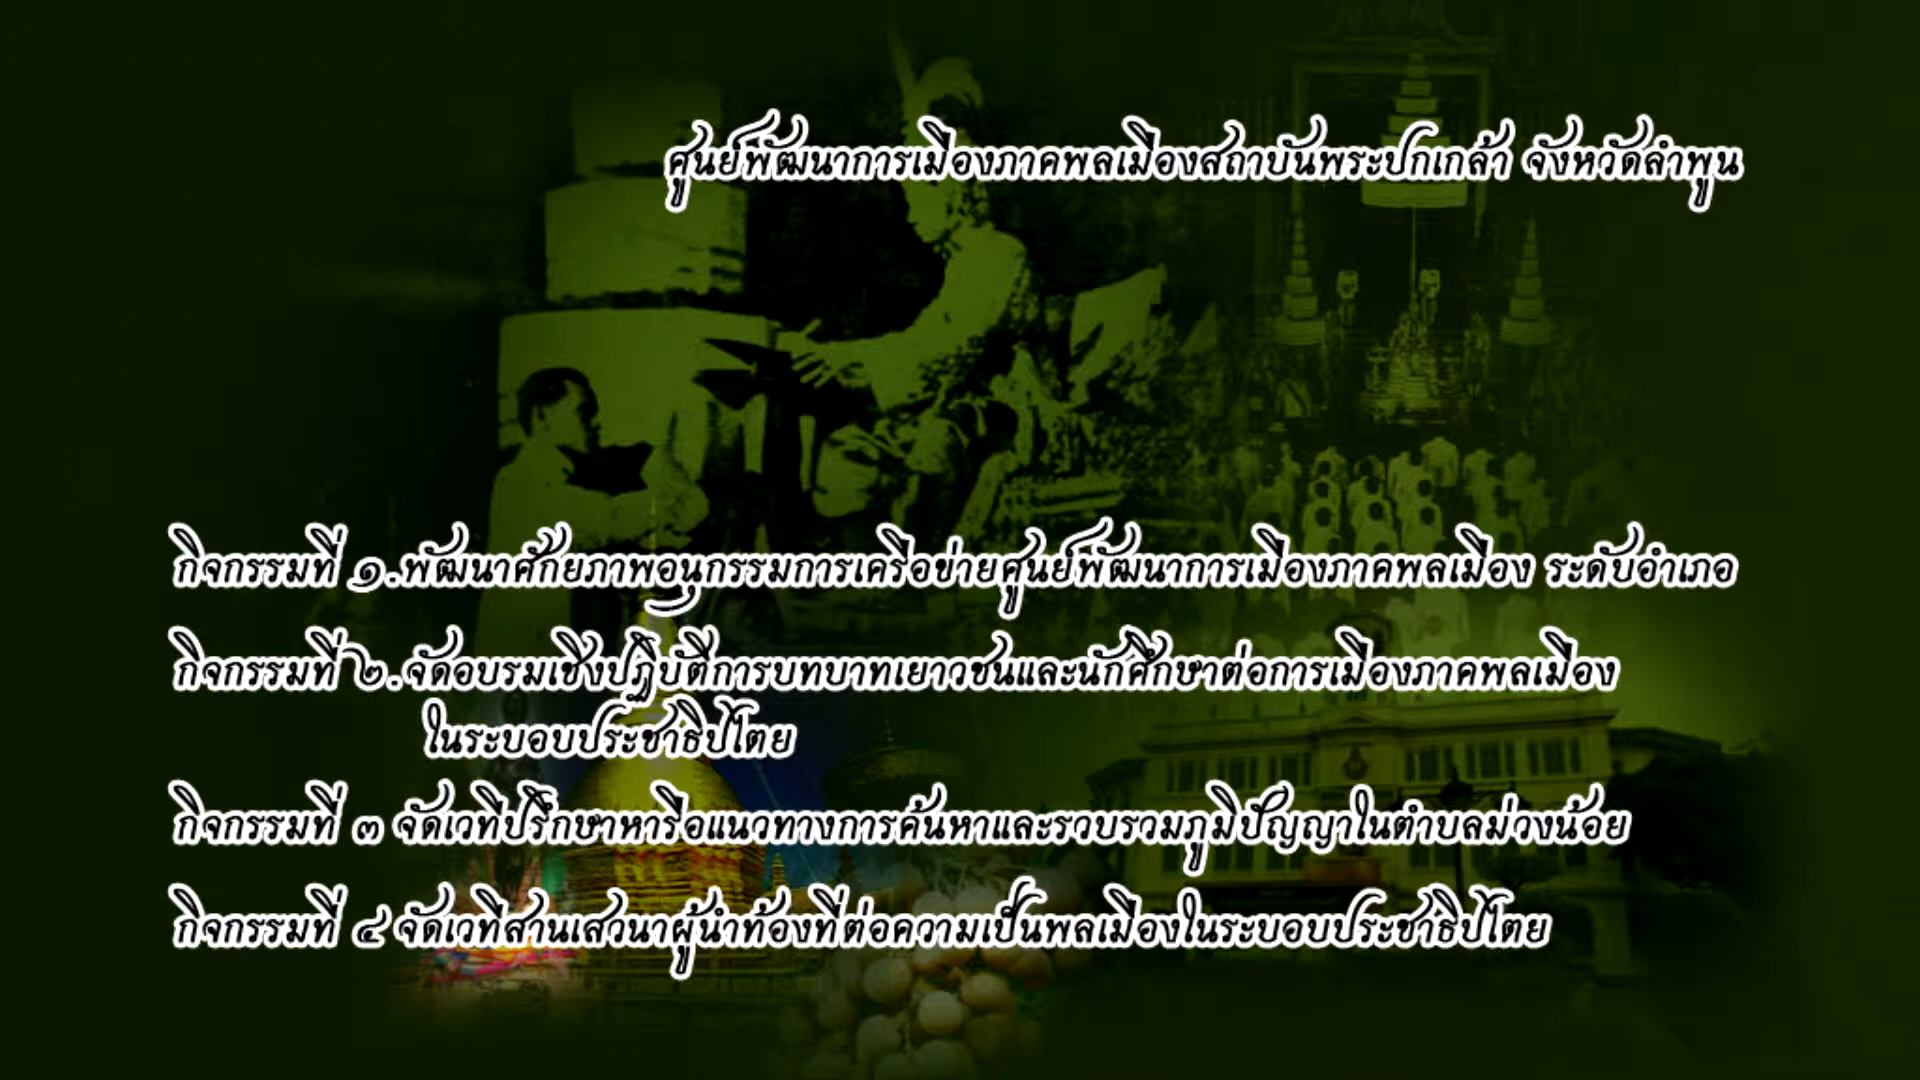 ศูนย์พัฒนาการเมืองภาคพลเมืองสถาบันพระปกเกล้า จังหวัดลำพูน
กิจกรรมที่ ๑.พัฒนาศักยภาพอนุกรรมการเครือข่ายศูนย์พัฒนาการเมืองภาคพลเมือง ระดับอำเภอ
กิจกรรมที่ ๒.จัดอบรมเชิงปฏิบัติการบทบาทเยาวชนและนักศึกษาต่อการเมืองภาคพลเมือง
ในระบอบประชาธิปไตย
กิจกรรมที่ ๓ จัดเวทีปรึกษาหารือแนวทางการค้นหาและรวบรวมภูมิปัญญาในตำบลม่วงน้อย
กิจกรรมที่ ๔ จัดเวทีสานเสวนาผู้นำท้องที่ต่อความเป็นพลเมืองในระบอบประชาธิปไตย